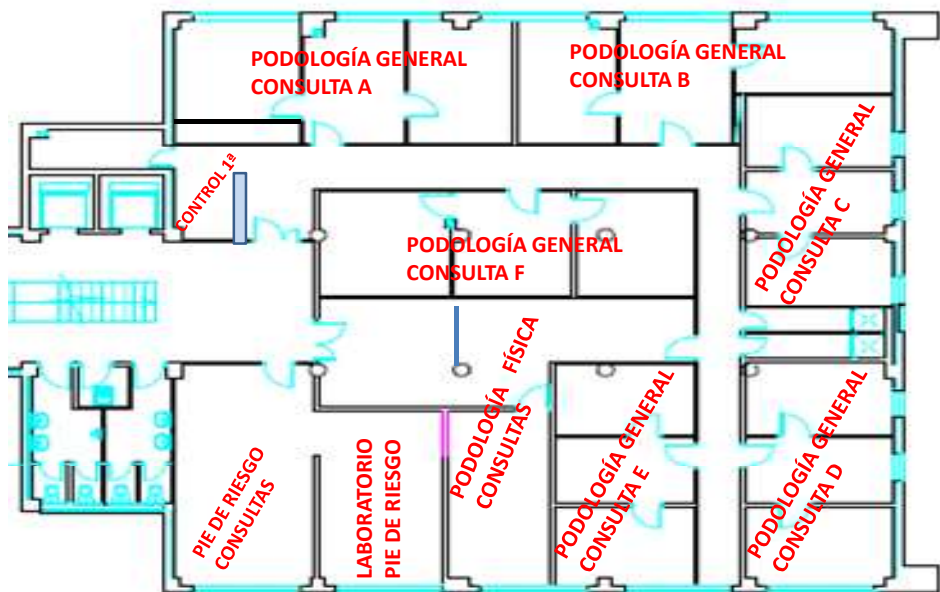 PODOLOGÍA GENERAL
CONSULTA A
PODOLOGÍA GENERAL
CONSULTA B
CONTROL 1ª
PODOLOGÍA GENERAL
CONSULTA C
PODOLOGÍA GENERAL
CONSULTA F
PODOLOGÍA FÍSICA
CONSULTAS
PIE DE RIESGO
CONSULTAS
LABORATORIO
PIE DE RIESGO
PODOLOGÍA GENERAL
CONSULTA E
PODOLOGÍA GENERAL
CONSULTA D